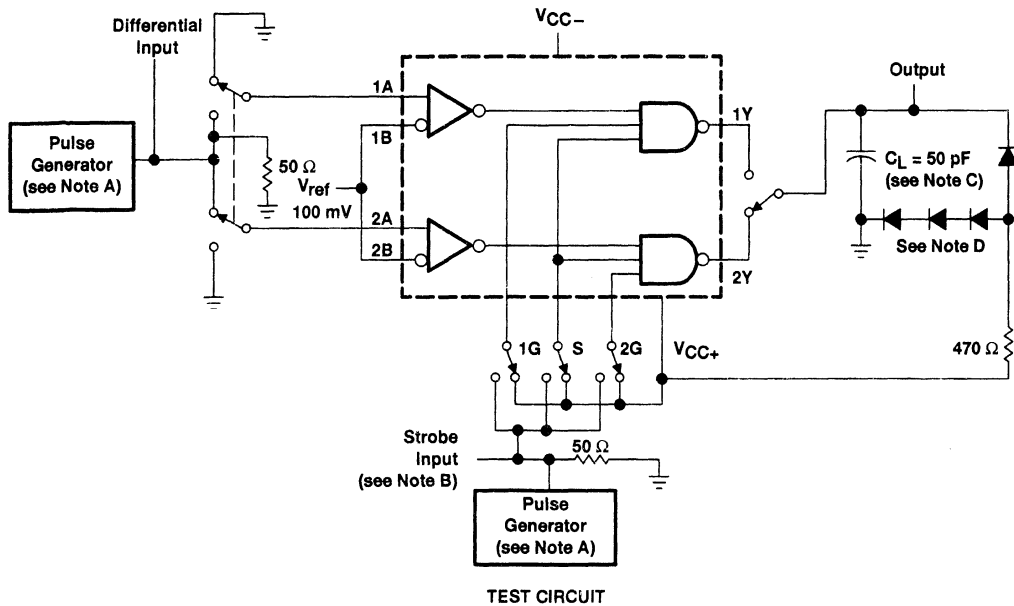 VCC−
Differential
Input
Output
1A
1Y
Pulse
Generator
(see Note A)
1B
CL = 50 pF
(see Note C)
50 Ω
Vref
100 mV
2A
See Note D
2B
2Y
1G
S
2G
VCC+
470 Ω
Strobe
Input
(see Note B)
50 Ω
Pulse
Generator
(see Note A)
TEST CIRCUIT